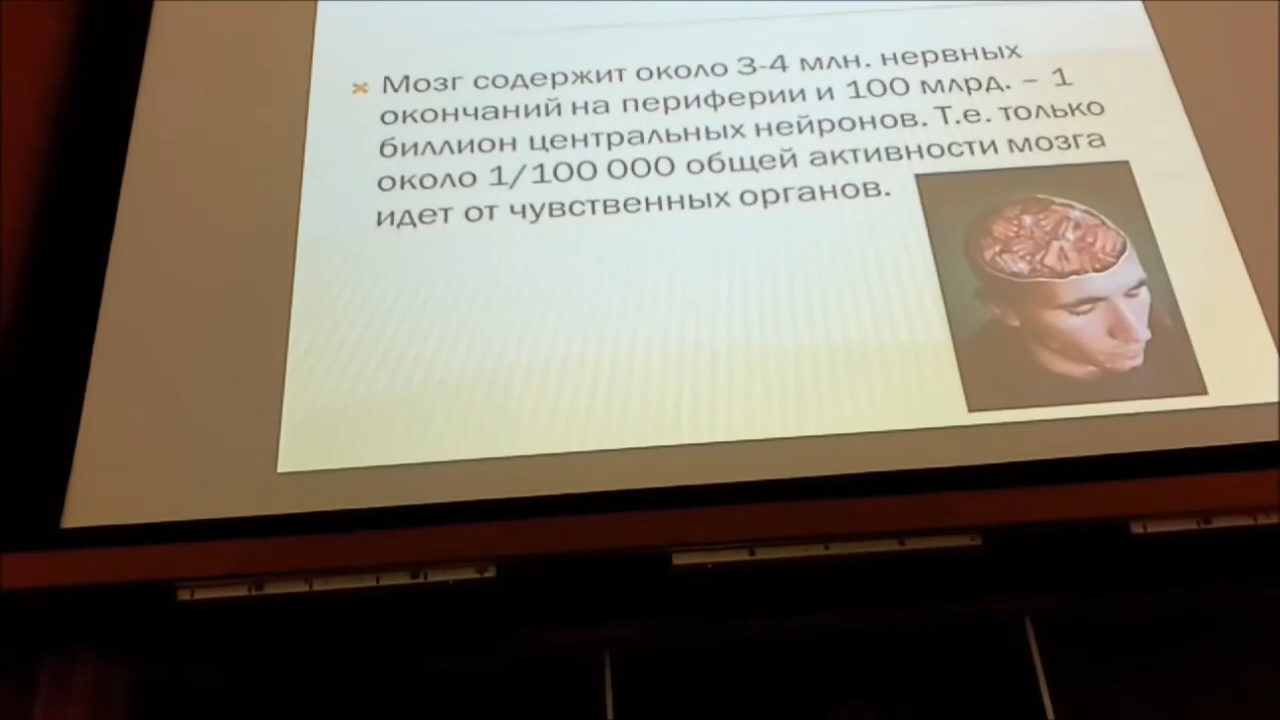 Мозг содержит около 3-4 млн. нервных
окончаний на периферии и 100 млрд. – 1
биллион центральных нейронов. Т.е. только
около 1/100 000 общей активности мозга
идет от чувственных органов.